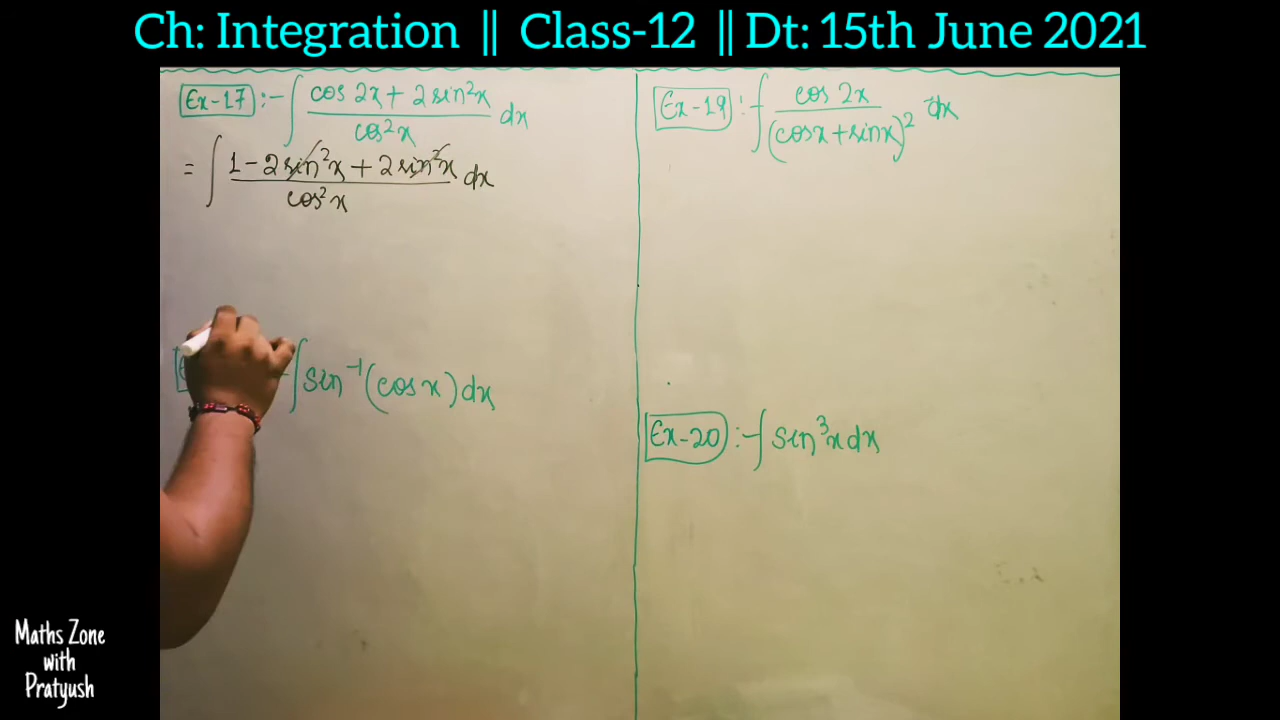 Ch: Integration || Class-12 || Dt: 15th June 2021
Ex-17 :- ∫ (cos 2x + 2 sin²x)/(cos²x) dx
= ∫ (1 - 2 sin²x + 2 sin²x)/(cos²x) dx
∫ sin⁻¹(cos x) dx
Ex-19 :- ∫ (cos 2x)/(cosx + sinx)² dx
Ex-20 :- ∫ sin³x dx
Maths Zone
with
Pratyush